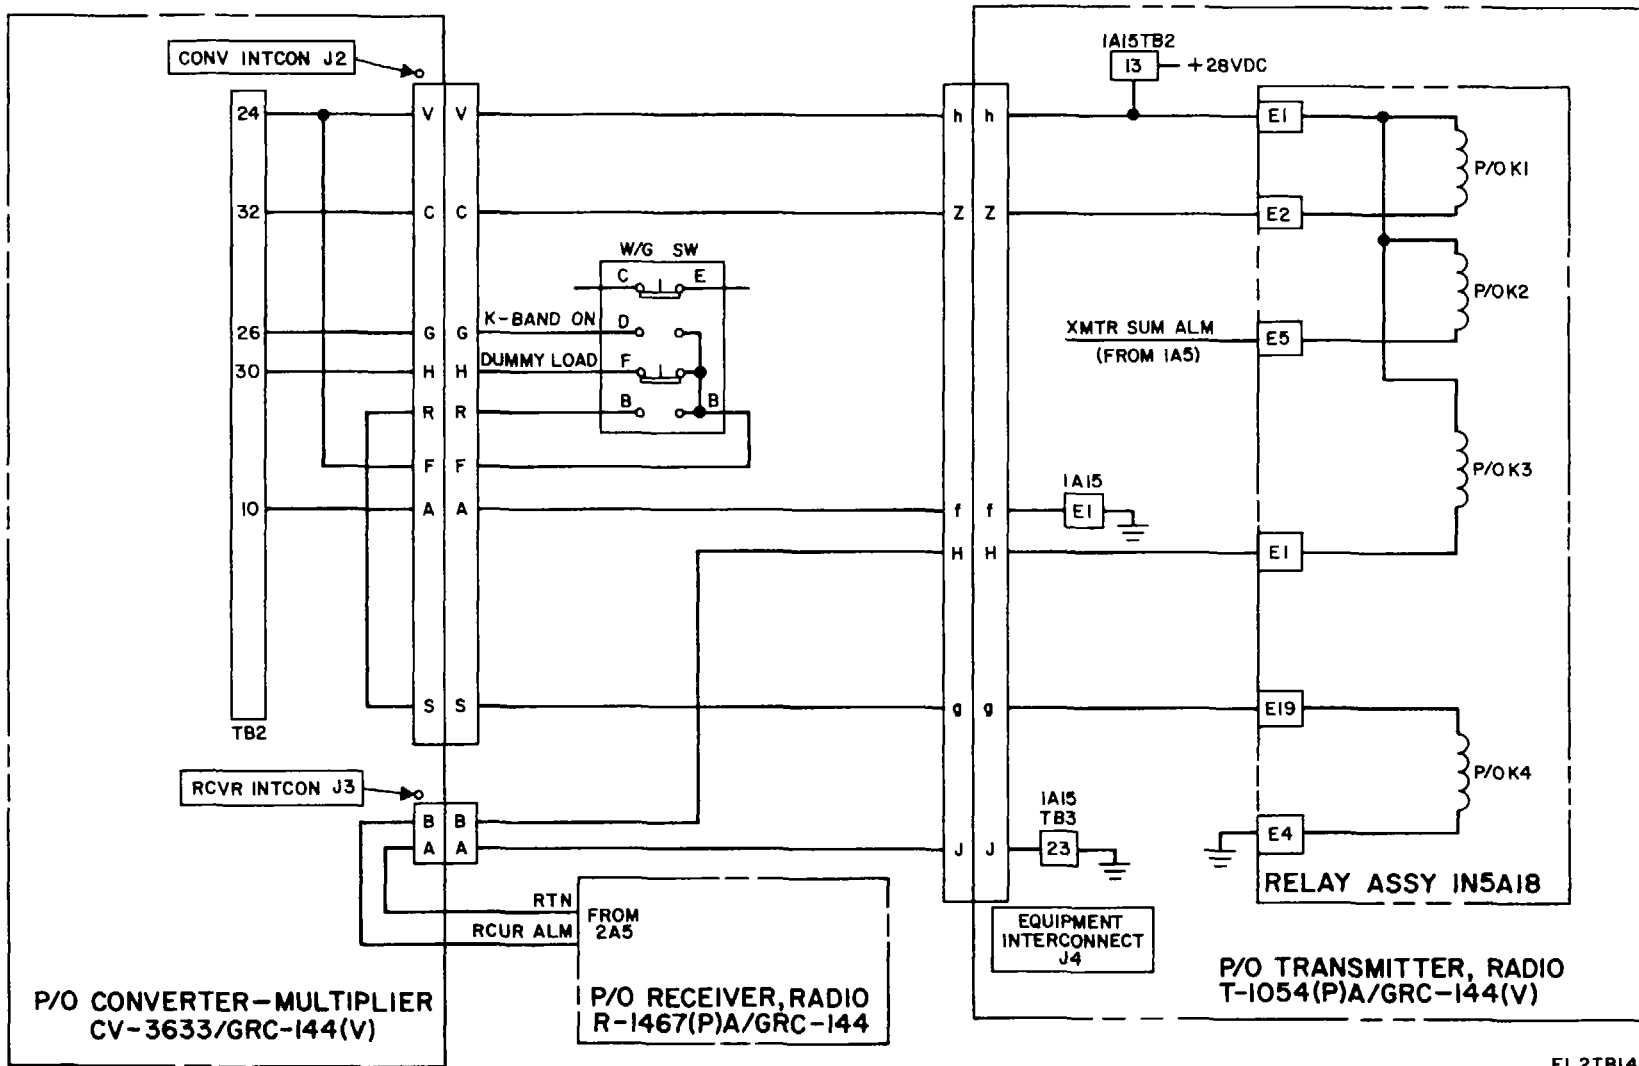 CONV INTCON J2
24
32
26
30
10
TB2
V V
C C
G G
H H
R R
F F
A A
S S
K-BAND ON
DUMMY LOAD
W/G SW
C E
D
F
B B
RCVR INTCON J3
B B
A A
RTN
RCUR ALM
FROM
2A5
P/O RECEIVER, RADIO
R-1467(P)A/GRC-144
P/O CONVERTER-MULTIPLIER
CV-3633/GRC-144(V)
h h
Z Z
f f
H H
g g
J J
EQUIPMENT
INTERCONNECT
J4
1A15TB2
13
+28VDC
XMTR SUM ALM
(FROM 1A5)
1A15
E1
1A15
TB3
23
E1
E2
E5
E1
E19
E4
P/O K1
P/O K2
P/O K3
P/O K4
RELAY ASSY 1N5A18
P/O TRANSMITTER, RADIO
T-1054(P)A/GRC-144(V)